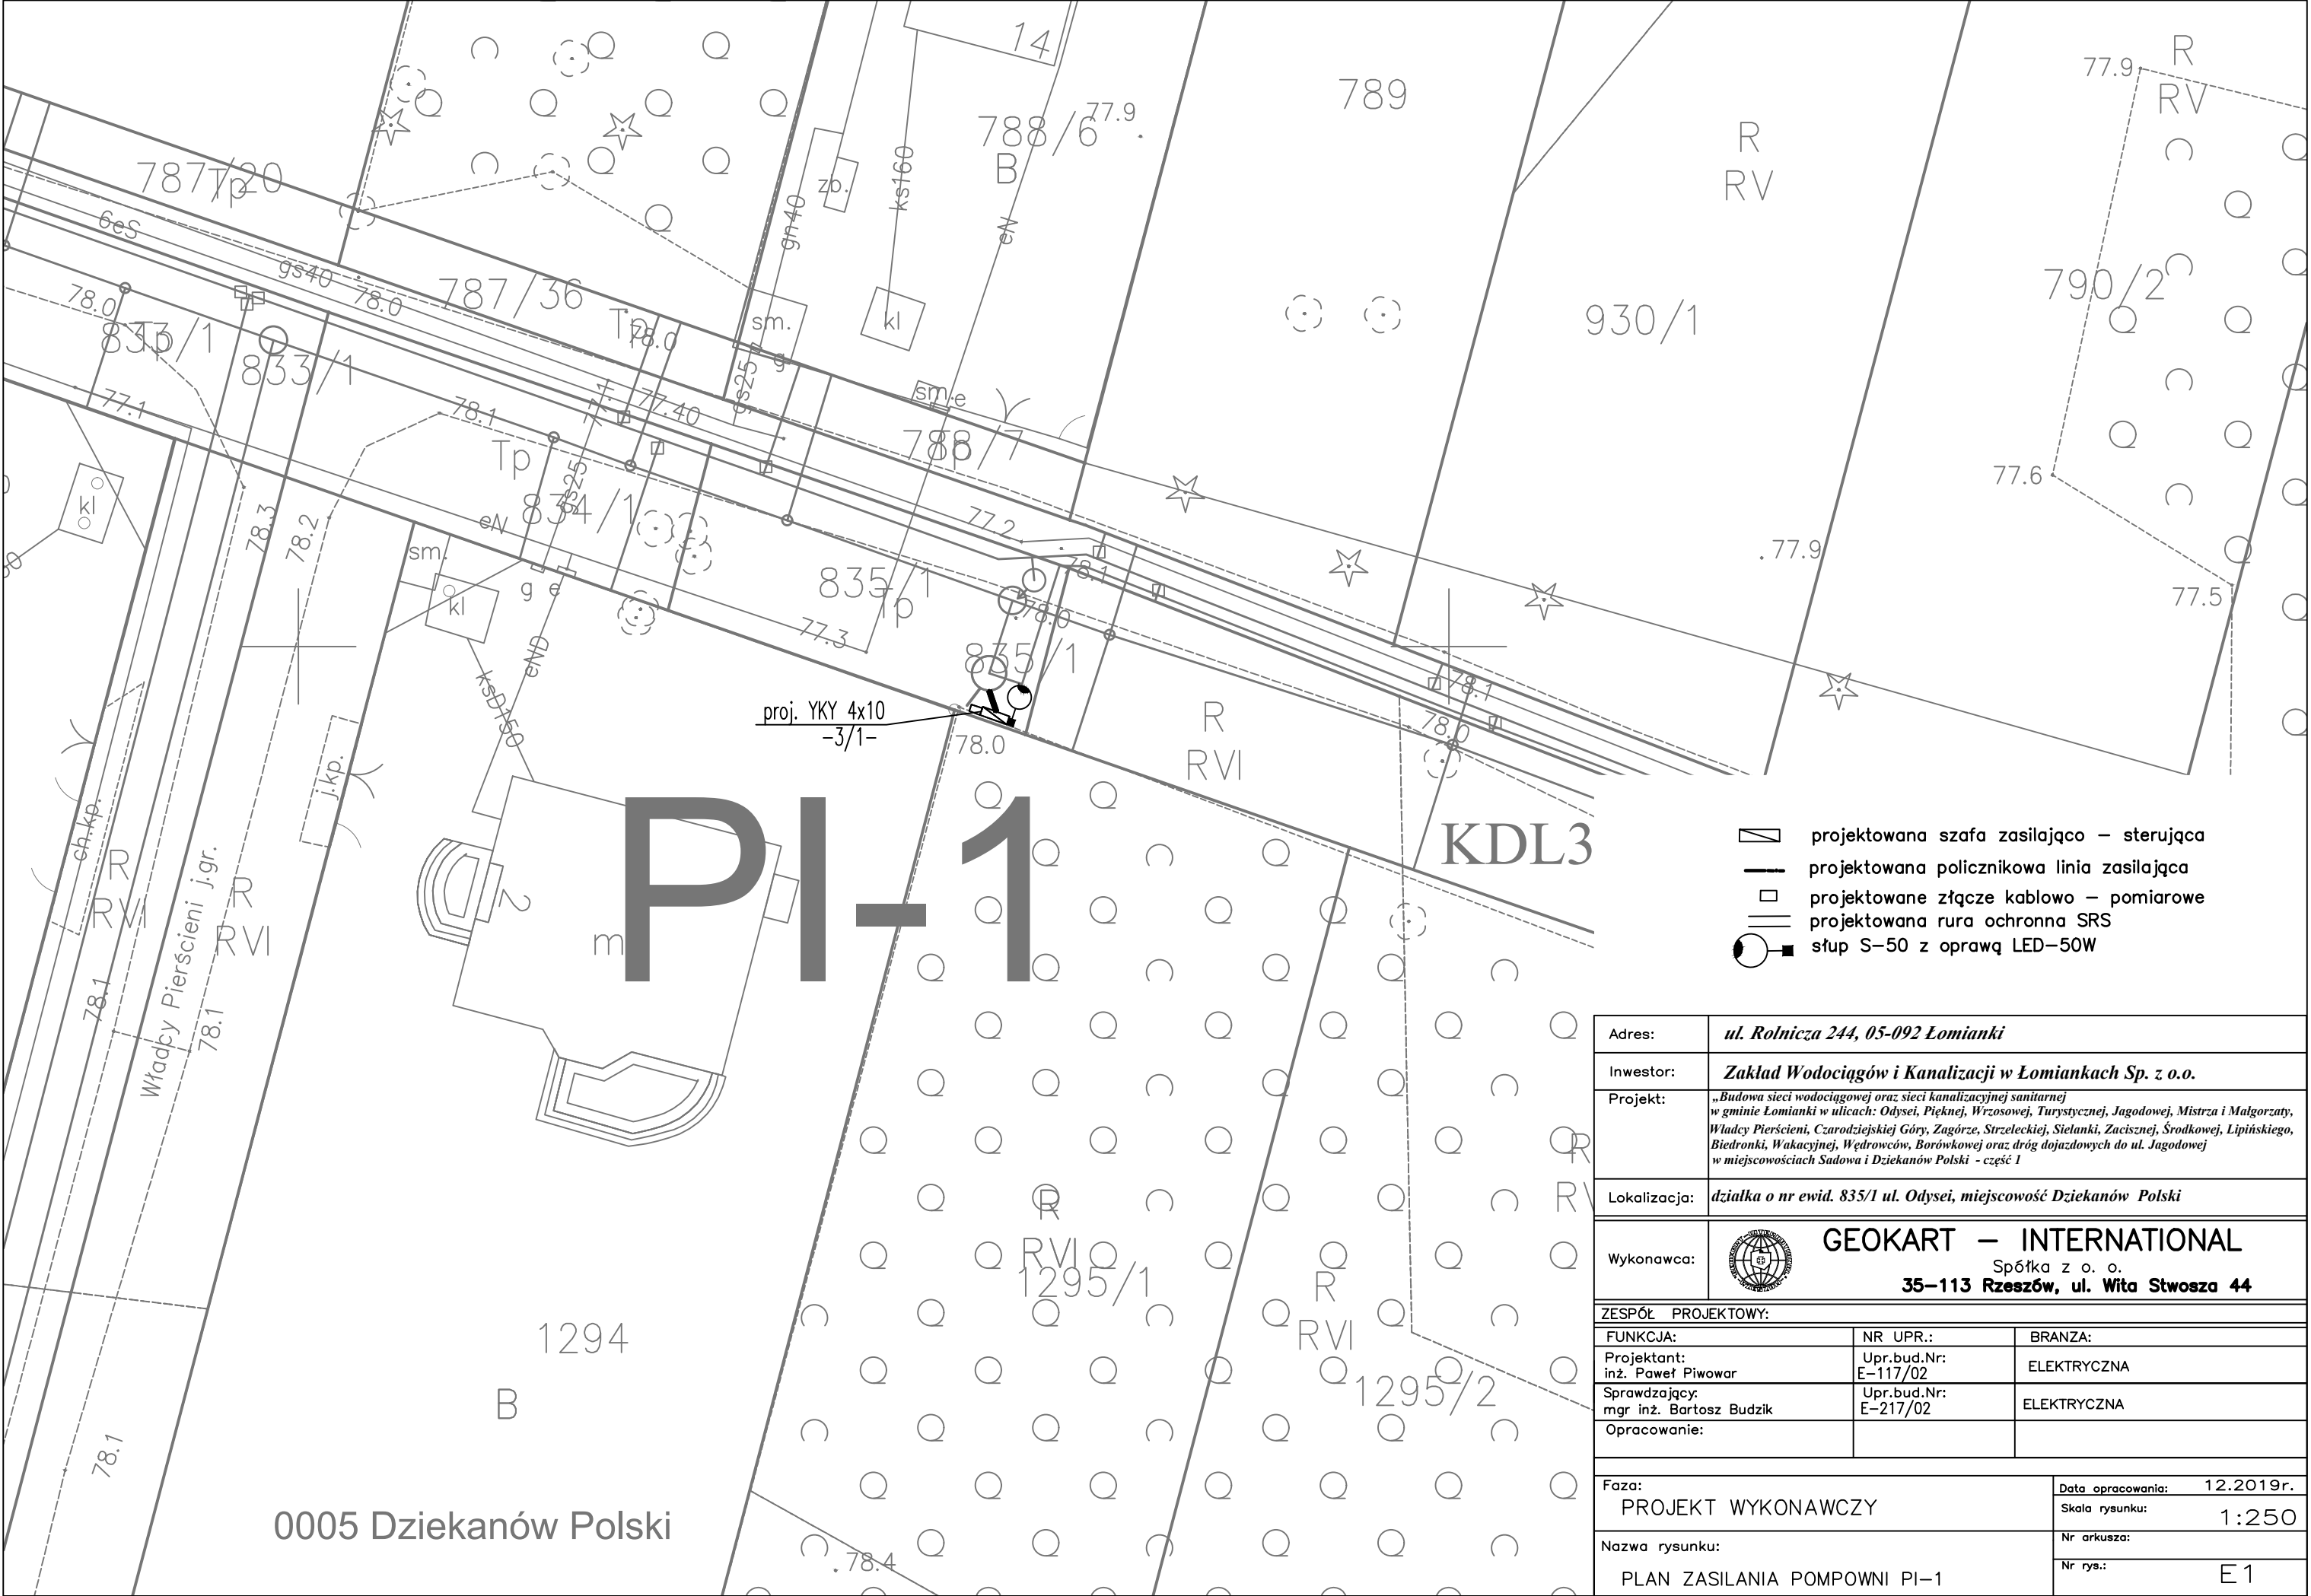 14
789
77.9
R
RV
77.9
788/6
B
R
RV
787/20
Tp
zb.
ks160
gn40
eN
6eS
gs40
78.0
787/36
790/2
78.0
833/1
Tp
Tp
78.0
sm.
kl
930/1
833/1
g
gs25
77.1
78.1
77.40
sm.
e
788/7
Tp
77.6
kl
gs25
834/1
eN
77.2
78.3
78.2
sm.
.77.9
78.1
g e
kl
835/1
Tp
77.5
78.0
77.3
eND
835/1
78.1
ksD150
proj. YKY 4x10
-3/1-
78.0
R
RVI
78.0
j.kp.
ch.kp.
PI-1
KDL3
projektowana szafa zasilająco – sterująca
projektowana policznikowa linia zasilająca
projektowane złącze kablowo – pomiarowe
projektowana rura ochronna SRS
słup S-50 z oprawą LED-50W
R
RVI
R
RVI
2
m
78.1
Władcy Pierścieni j.gr.
78.1
Adres:
ul. Rolnicza 244, 05-092 Łomianki
Inwestor:
Zakład Wodociągów i Kanalizacji w Łomiankach Sp. z o.o.
Projekt:
„Budowa sieci wodociągowej oraz sieci kanalizacyjnej sanitarnej
w gminie Łomianki w ulicach: Odysei, Pięknej, Wrzosowej, Turystycznej, Jagodowej, Mistrza i Małgorzaty,
Władcy Pierścieni, Czarodziejskiej Góry, Zagórze, Strzeleckiej, Sielanki, Zacisznej, Środkowej, Lipińskiego,
Biedronki, Wakacyjnej, Wędrowców, Borówkowej oraz dróg dojazdowych do ul. Jagodowej
w miejscowościach Sadowa i Dziekanów Polski - część 1
Lokalizacja:
działka o nr ewid. 835/1 ul. Odysei, miejscowość Dziekanów Polski
R
RVI
1295/1
R
RVI
1295/2
Wykonawca:
GEOKART – INTERNATIONAL
Spółka z o. o.
35-113 Rzeszów, ul. Wita Stwosza 44
ZESPÓŁ PROJEKTOWY:
FUNKCJA:
NR UPR.:
BRANZA:
Projektant:
inż. Paweł Piwowar
Upr.bud.Nr:
E-117/02
ELEKTRYCZNA
Sprawdzający:
mgr inż. Bartosz Budzik
Upr.bud.Nr:
E-217/02
ELEKTRYCZNA
Opracowanie:
1294
B
78.1
0005 Dziekanów Polski
.78.4
Faza:
PROJEKT WYKONAWCZY
Data opracowania: 12.2019r.
Skala rysunku: 1:250
Nr arkusza:
Nazwa rysunku:
PLAN ZASILANIA POMPOWNI PI-1
Nr rys.: E1